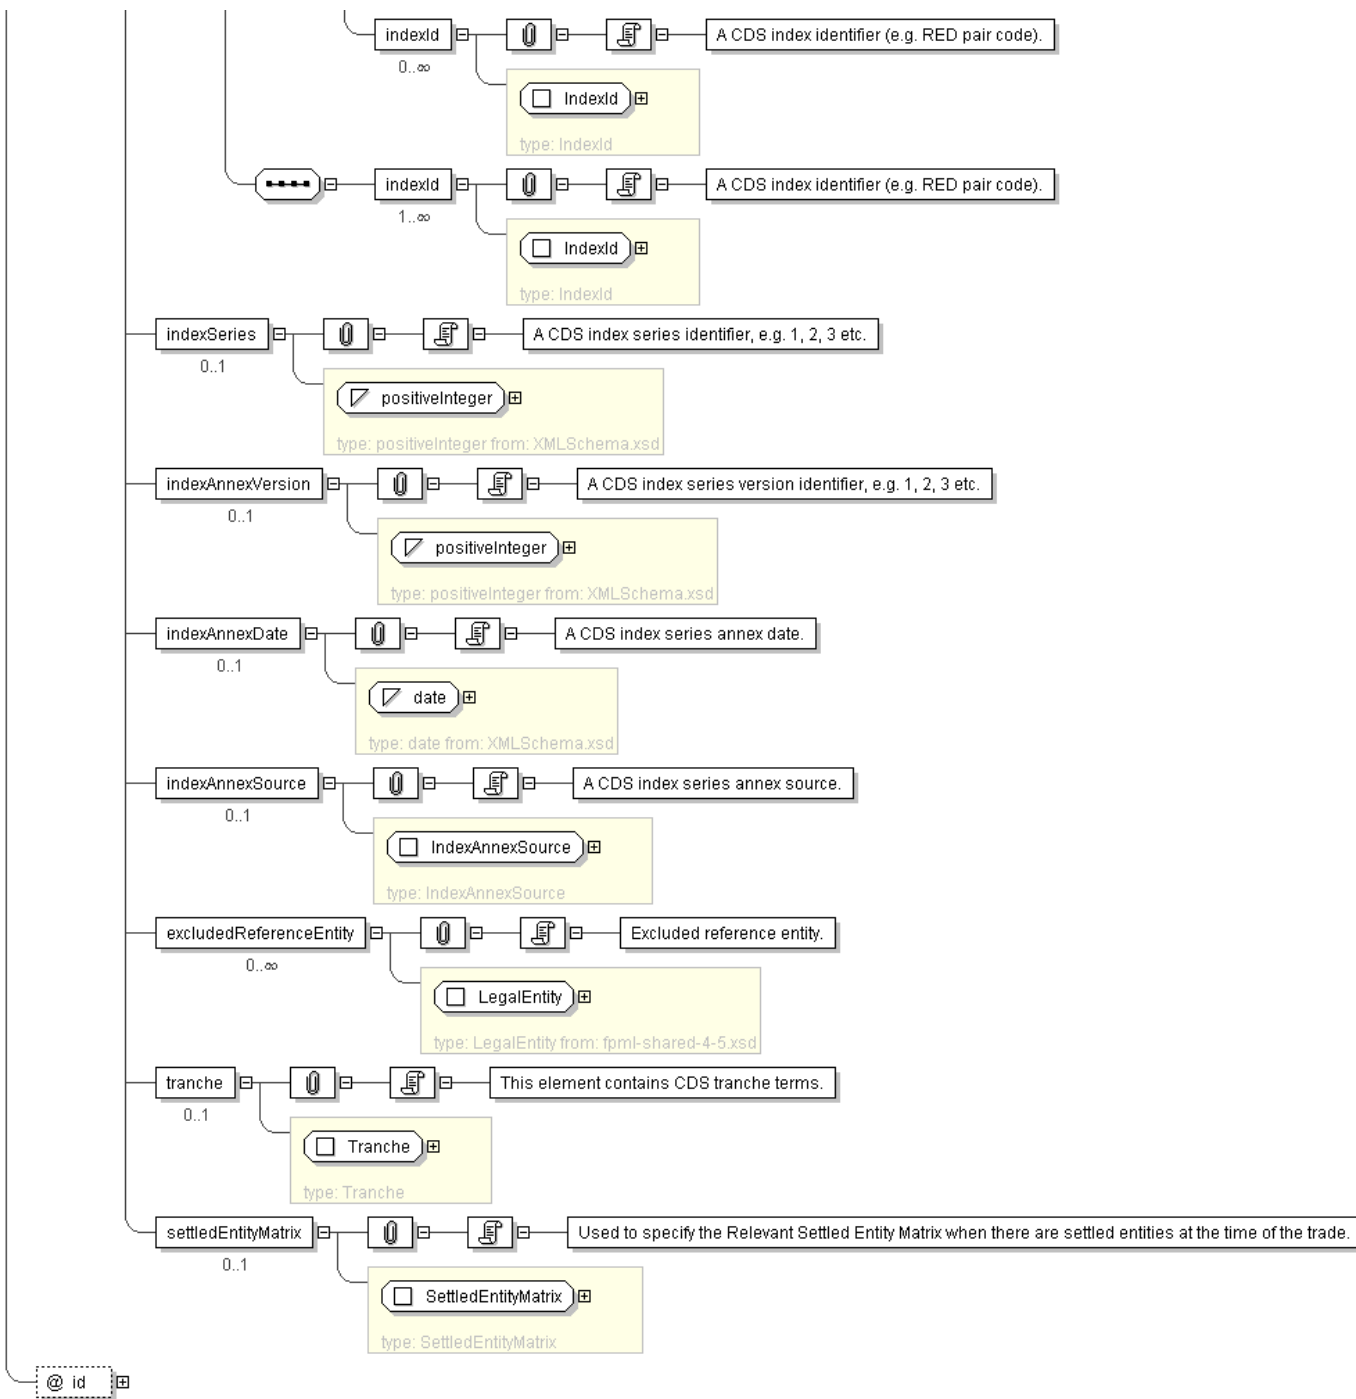 indexId A CDS index identifier (e.g. RED pair code).
0..∞
IndexId
type: IndexId
indexId A CDS index identifier (e.g. RED pair code).
1..∞
IndexId
type: IndexId
indexSeries A CDS index series identifier, e.g. 1, 2, 3 etc.
0..1
positiveInteger
type: positiveInteger from: XMLSchema.xsd
indexAnnexVersion A CDS index series version identifier, e.g. 1, 2, 3 etc.
0..1
positiveInteger
type: positiveInteger from: XMLSchema.xsd
indexAnnexDate A CDS index series annex date.
0..1
date
type: date from: XMLSchema.xsd
indexAnnexSource A CDS index series annex source.
0..1
IndexAnnexSource
type: IndexAnnexSource
excludedReferenceEntity Excluded reference entity.
0..∞
LegalEntity
type: LegalEntity from: fpml-shared-4-5.xsd
tranche This element contains CDS tranche terms.
0..1
Tranche
type: Tranche
settledEntityMatrix Used to specify the Relevant Settled Entity Matrix when there are settled entities at the time of the trade.
0..1
SettledEntityMatrix
type: SettledEntityMatrix
@ id